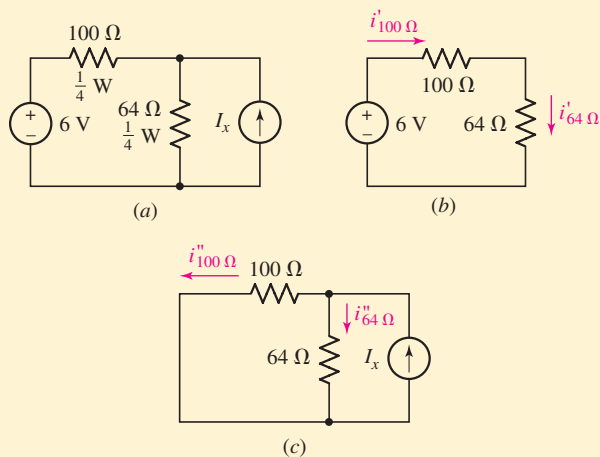 100 Ω
1/4 W
+
−
6 V
64 Ω
1/4 W
I_x
(a)
i'_100 Ω
100 Ω
+
−
6 V
64 Ω
i'_64 Ω
(b)
i"_100 Ω
100 Ω
i"_64 Ω
64 Ω
I_x
(c)